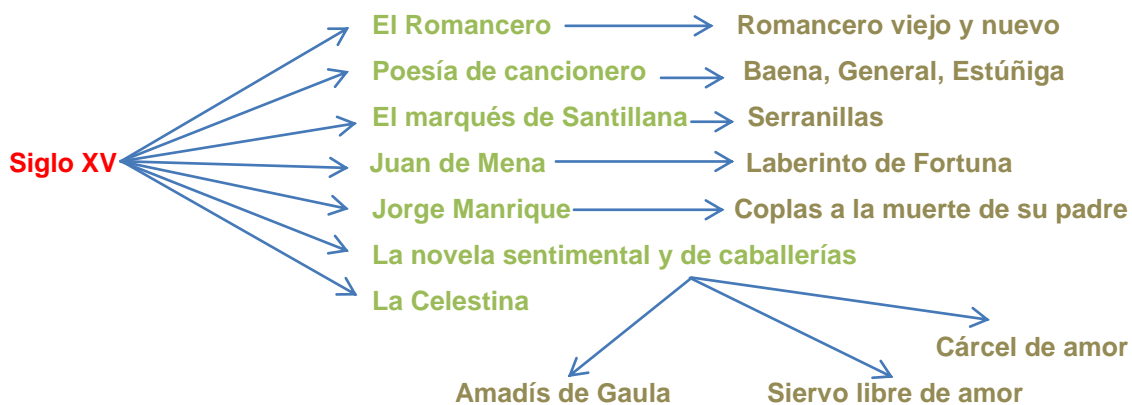 El Romancero Romancero viejo y nuevo
Poesía de cancionero Baena, General, Estúñiga
El marqués de Santillana Serranillas
Siglo XV Juan de Mena Laberinto de Fortuna
Jorge Manrique Coplas a la muerte de su padre
La novela sentimental y de caballerías
La Celestina
Cárcel de amor
Amadís de Gaula Siervo libre de amor